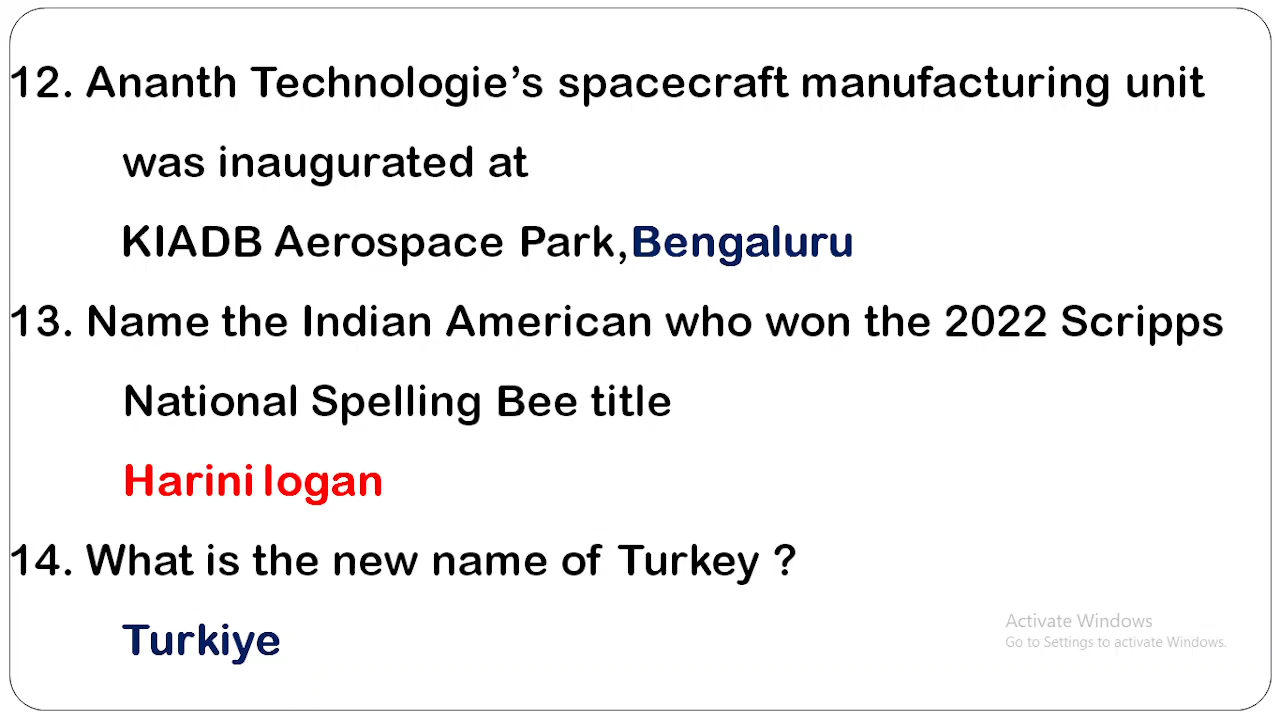 12. Ananth Technologie’s spacecraft manufacturing unit
was inaugurated at
KIADB Aerospace Park,Bengaluru
13. Name the Indian American who won the 2022 Scripps
National Spelling Bee title
Harini logan
14. What is the new name of Turkey ?
Turkiye
Activate Windows
Go to Settings to activate Windows.